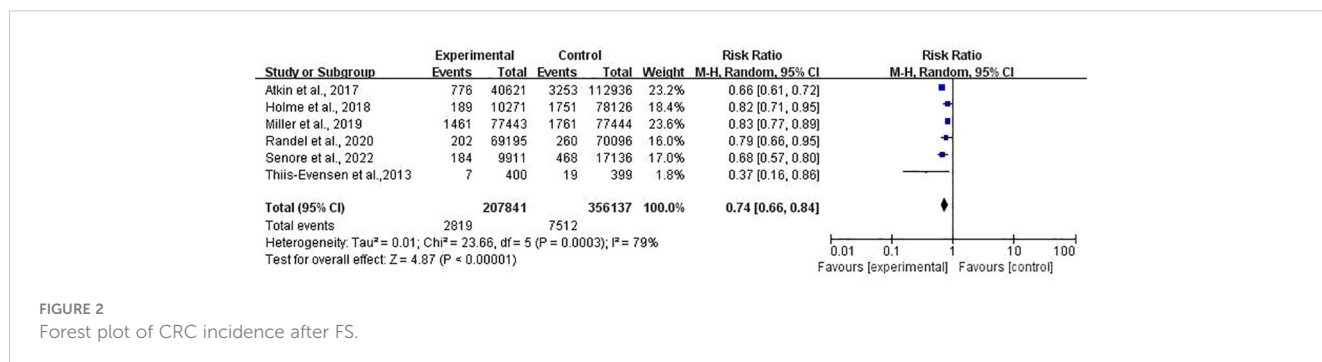 Experimental Control Risk Ratio Risk Ratio
Study or Subgroup Events Total Events Total Weight M-H, Random, 95% CI M-H, Random, 95% CI
Atkin et al., 2017 776 40621 3253 112936 23.2% 0.66 [0.61, 0.72]
Holme et al., 2018 189 10271 1751 78126 18.4% 0.82 [0.71, 0.95]
Miller et al., 2019 1461 77443 1761 77444 23.6% 0.83 [0.77, 0.89]
Randel et al., 2020 202 69195 260 70096 16.0% 0.79 [0.66, 0.95]
Senore et al., 2022 184 9911 468 17136 17.0% 0.68 [0.57, 0.80]
Thiis-Evensen et al.,2013 7 400 19 399 1.8% 0.37 [0.16, 0.86]
Total (95% CI) 207841 356137 100.0% 0.74 [0.66, 0.84]
Total events 2819 7512
Heterogeneity: Tau² = 0.01; Chi² = 23.66, df = 5 (P = 0.0003); I² = 79%
Test for overall effect: Z = 4.87 (P < 0.00001)
0.01 0.1 1 10 100
Favours [experimental] Favours [control]
FIGURE 2
Forest plot of CRC incidence after FS.